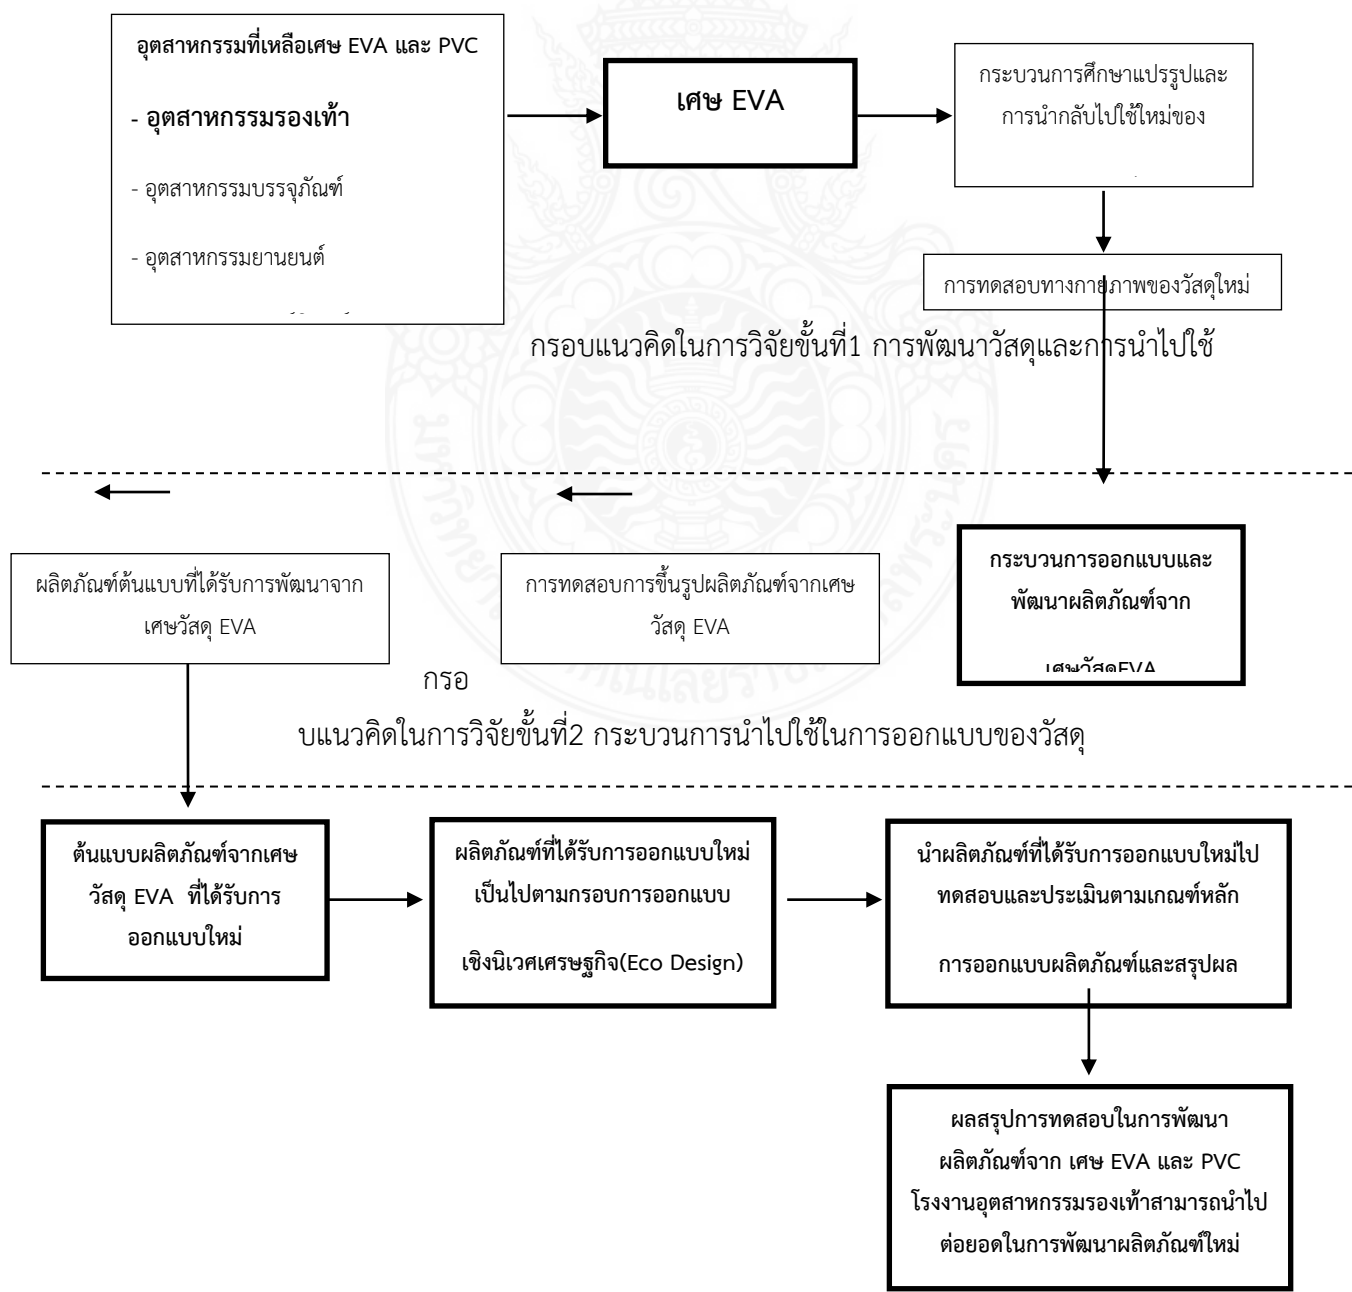 อุตสาหกรรมที่เหลือเศษ EVA และ PVC
- อุตสาหกรรมรองเท้า
- อุตสาหกรรมบรรจุภัณฑ์
- อุตสาหกรรมยานยนต์
เศษ EVA
กระบวนการศึกษาแปรรูปและ
การนำกลับไปใช้ใหม่ของ
การทดสอบทางกายภาพของวัสดุใหม่
กรอบแนวคิดในการวิจัยขั้นที่1 การพัฒนาวัสดุและการนำไปใช้
ผลิตภัณฑ์ต้นแบบที่ได้รับการพัฒนาจาก
เศษวัสดุ EVA
การทดสอบการขึ้นรูปผลิตภัณฑ์จากเศษ
วัสดุ EVA
กระบวนการออกแบบและ
พัฒนาผลิตภัณฑ์จาก
เศษวัสดุEVA
กรอ
บแนวคิดในการวิจัยขั้นที่2 กระบวนการนำไปใช้ในการออกแบบของวัสดุ
ต้นแบบผลิตภัณฑ์จากเศษ
วัสดุ EVA ที่ได้รับการ
ออกแบบใหม่
ผลิตภัณฑ์ที่ได้รับการออกแบบใหม่
เป็นไปตามกรอบการออกแบบ
เชิงนิเวศเศรษฐกิจ(Eco Design)
นำผลิตภัณฑ์ที่ได้รับการออกแบบใหม่ไป
ทดสอบและประเมินตามเกณฑ์หลัก
การออกแบบผลิตภัณฑ์และสรุปผล
ผลสรุปการทดสอบในการพัฒนา
ผลิตภัณฑ์จาก เศษ EVA และ PVC
โรงงานอุตสาหกรรมรองเท้าสามารถนำไป
ต่อยอดในการพัฒนาผลิตภัณฑ์ใหม่